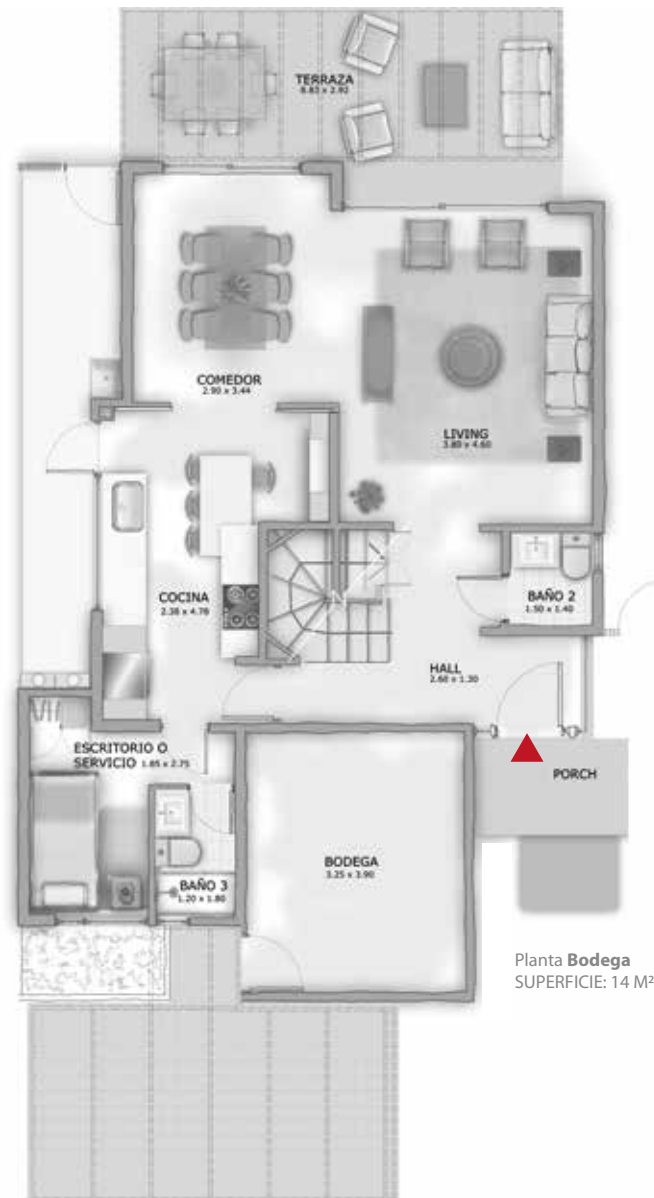 TERRAZA
8.83 x 2.92
COMEDOR
2.90 x 3.44
LIVING
3.80 x 4.60
COCINA
2.38 x 4.78
BAÑO 2
1.50 x 1.40
HALL
2.60 x 1.30
ESCRITORIO O
SERVICIO 1.85 x 2.75
PORCH
BODEGA
3.25 x 3.90
BAÑO 3
1.20 x 1.80
Planta Bodega
SUPERFICIE: 14 M²